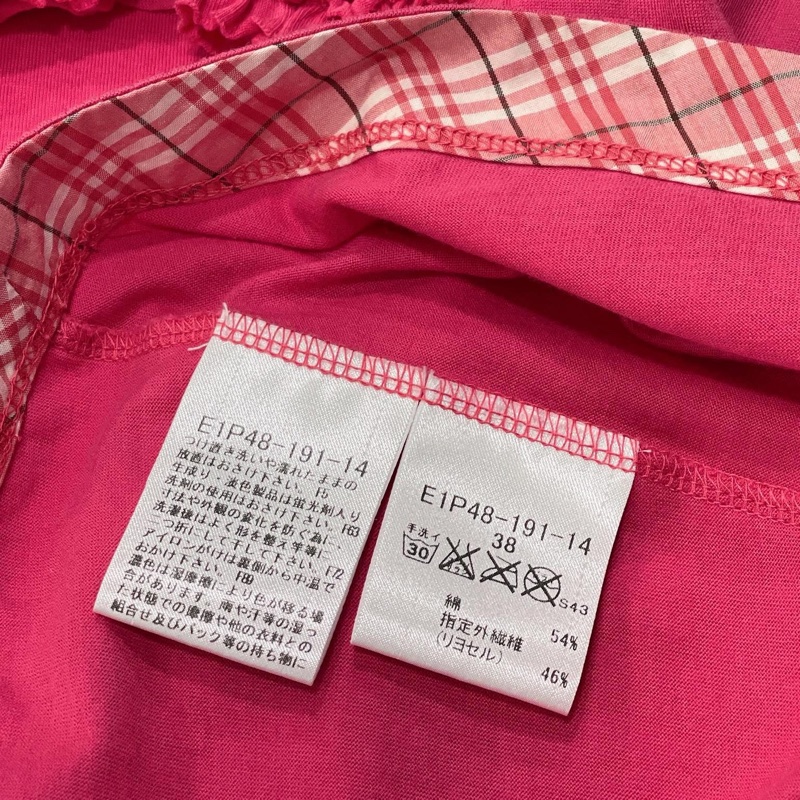 E1P48-191-14
つけ置き洗いや濡れたままの
放置はおさけ下さい。F5
生成り、淡色製品は蛍光剤入り
洗剤の使用はおさけ下さい。F63
寸法や外観の変化を防ぐ為に、
洗濯後はよく形を整え竿等に
二つ折にして干して下さい。F72
アイロンがけは裏側から中温で
おかけ下さい。F89
濃色は湿摩擦により色が移る場
合があります。雨や汗等の湿っ
た状態での摩擦や他の衣料との
組合せ及びバック等の持ち物に
E1P48-191-14
38
手洗イ
30
S43
綿 54%
指定外繊維
(リヨセル) 46%